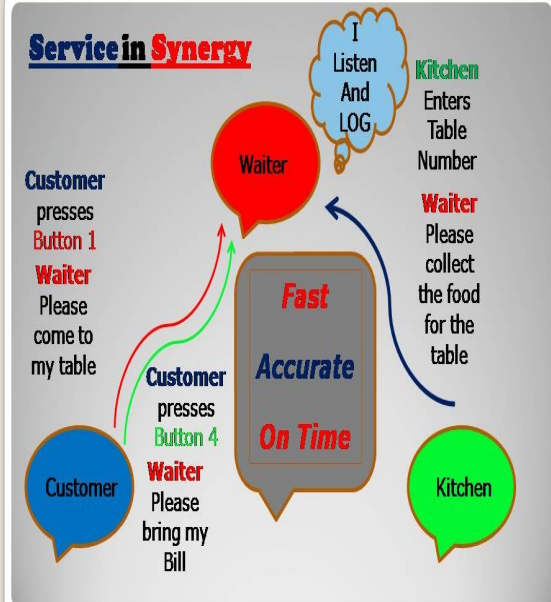 Service in Synergy
I
Listen
And
LOG
Kitchen
Enters
Table
Number
Waiter
Customer
presses
Button 1
Waiter
Please
come to
my table
Waiter
Please
collect
the food
for the
table
Fast
Accurate
On Time
Customer
presses
Button 4
Waiter
Please
bring my
Bill
Customer
Kitchen